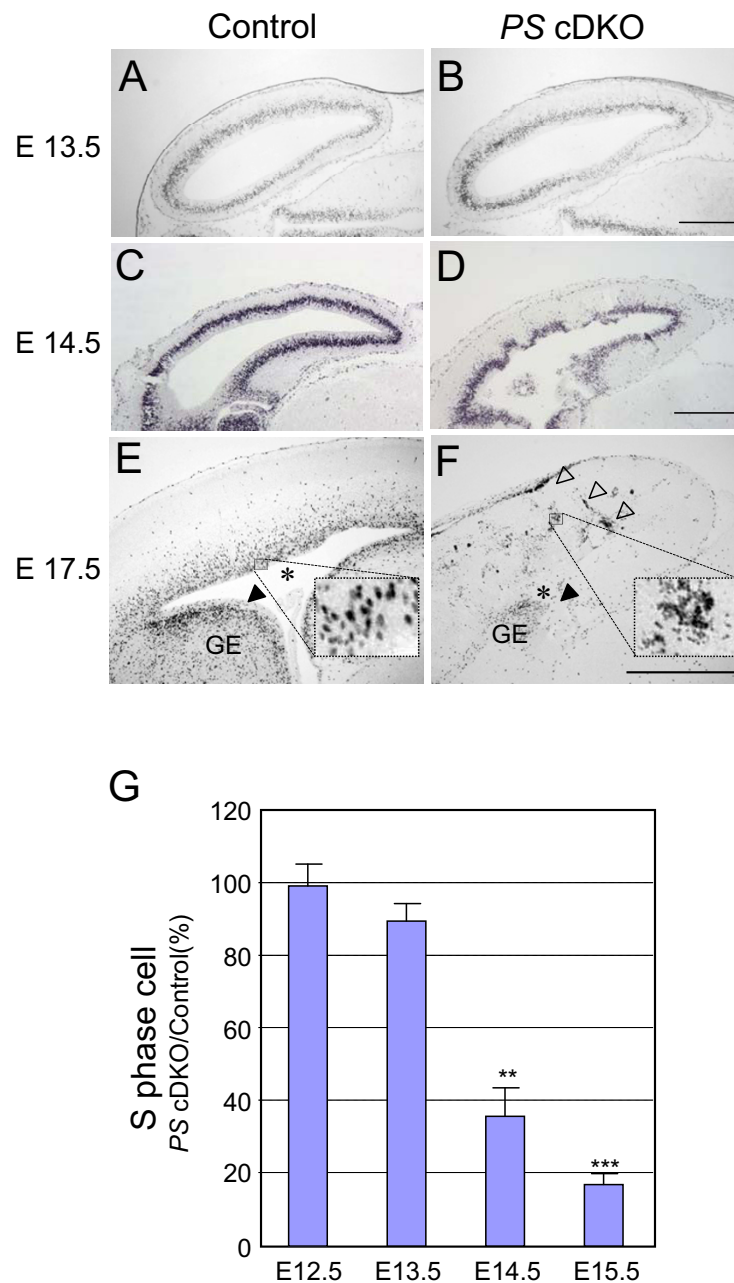 Control PS cDKO
A B
E 13.5
C D
E 14.5
E F
E 17.5
* *
GE GE
G
120
100
80
60
40
20
0
S phase cell
PS cDKO/Control(%)
**
***
E12.5 E13.5 E14.5 E15.5